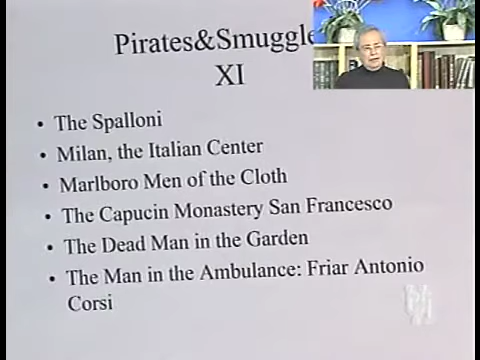 Pirates&Smuggle
XI
• The Spalloni
• Milan, the Italian Center
• Marlboro Men of the Cloth
• The Capucin Monastery San Francesco
• The Dead Man in the Garden
• The Man in the Ambulance: Friar Antonio
Corsi